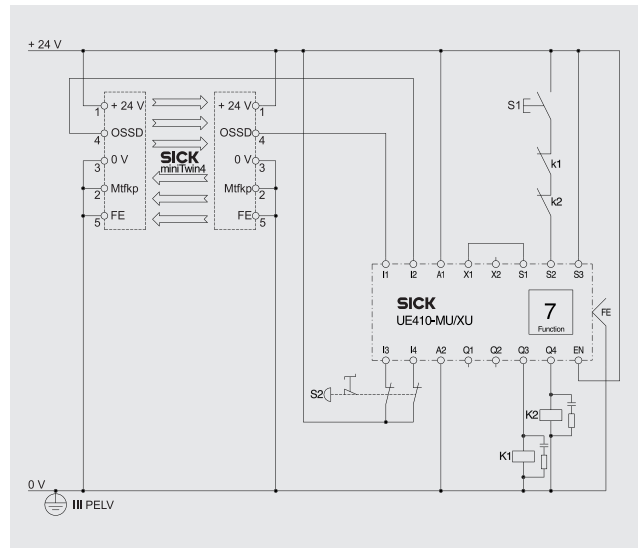 + 24 V
1 + 24 V
+ 24 V 1
4 OSSD
OSSD 4
SICK
miniTwin4
3 0 V
0 V 3
2 Mtfkp
Mtfkp 2
5 FE
FE 5
S1
k1
k2
I1 I2 A1 X1 X2 S1 S2 S3
SICK
UE410-MU/XU
7
Function
FE
I3 I4 A2 Q1 Q2 Q3 Q4 EN
S2
K2
K1
0 V
III PELV